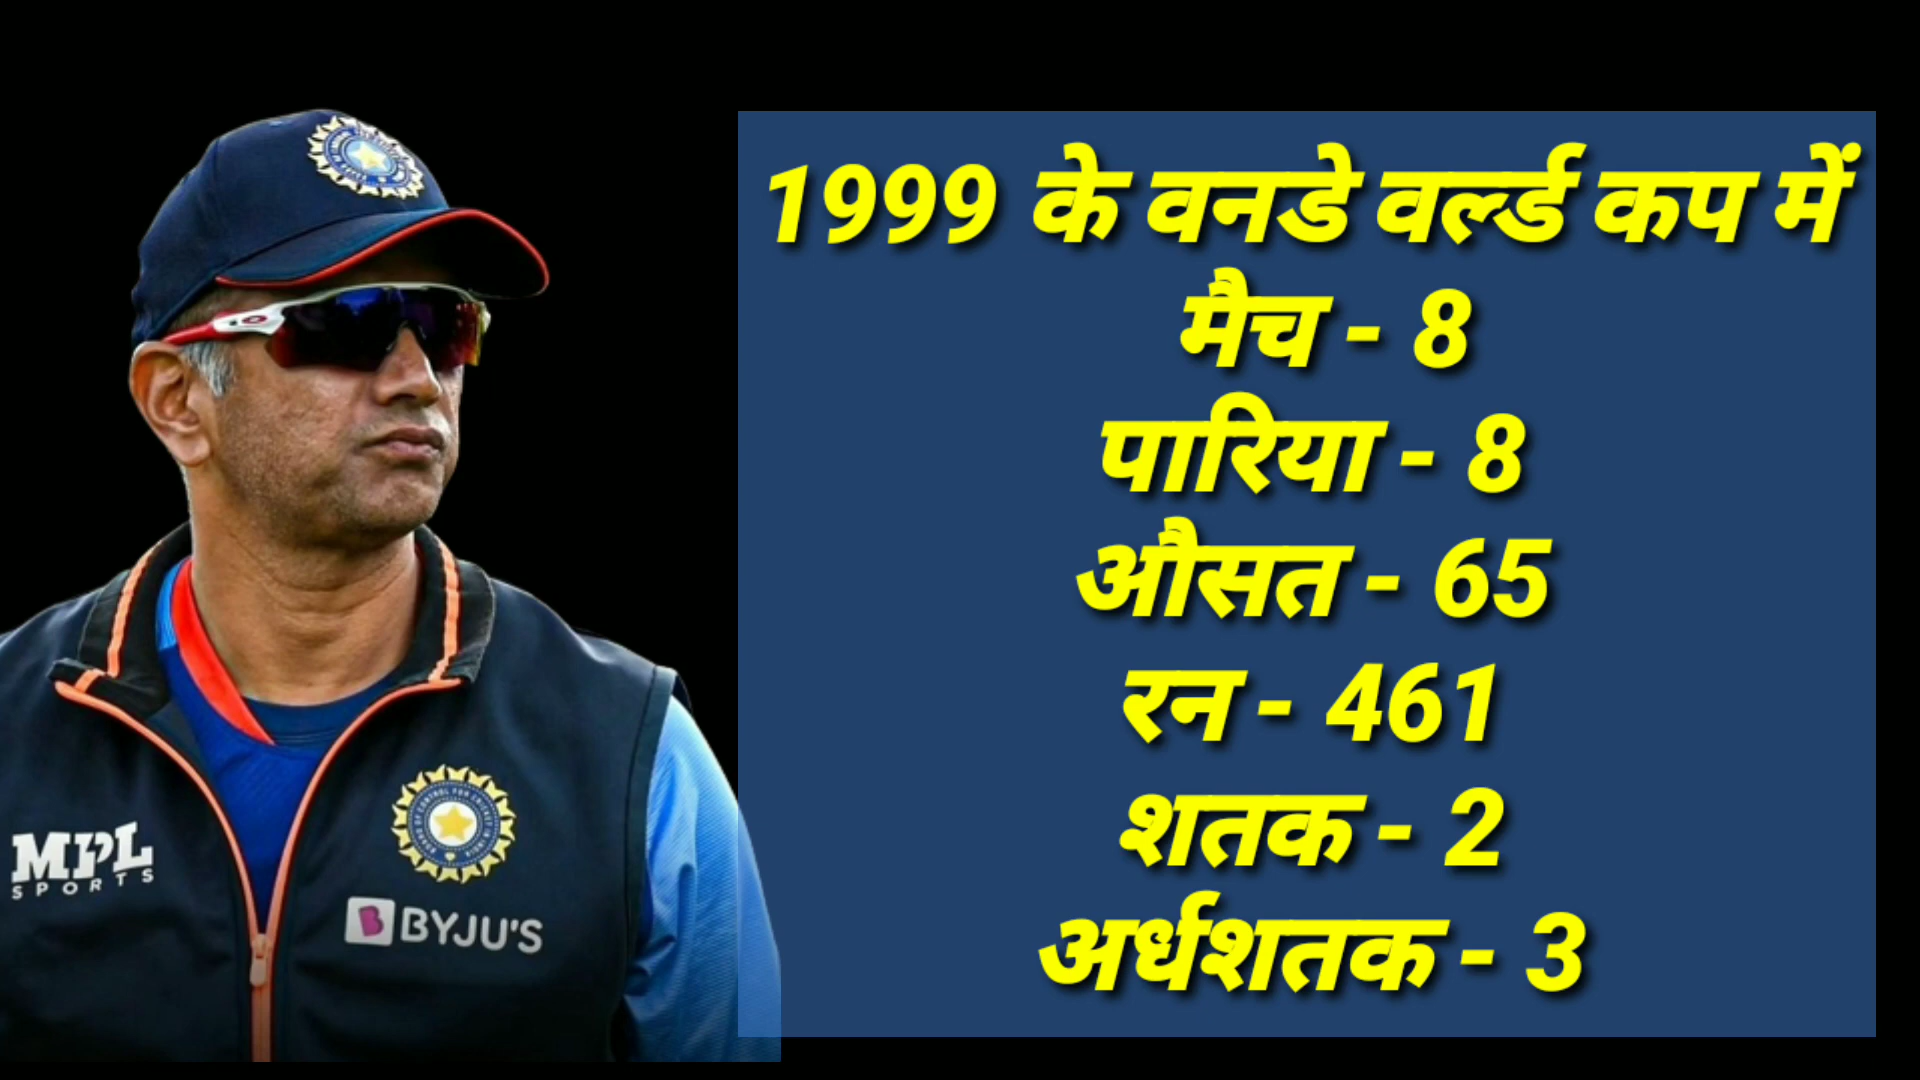 1999 के वनडे वर्ल्ड कप में
मैच - 8
पारिया - 8
औसत - 65
रन - 461
शतक - 2
अर्धशतक - 3
MPL
SPORTS
BYJU'S